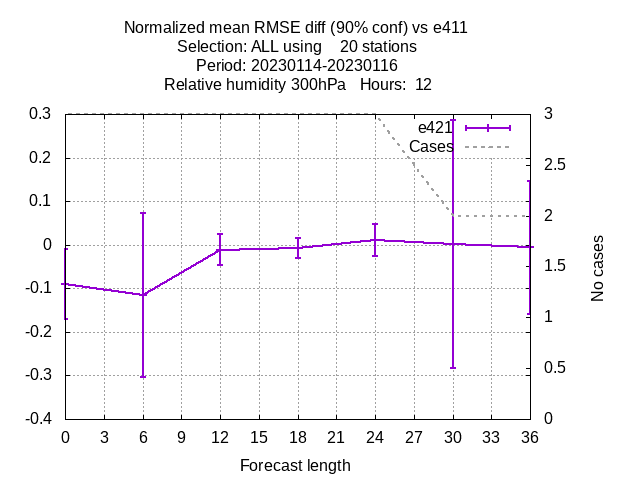 Normalized mean RMSE diff (90% conf) vs e411
Selection: ALL using 20 stations
Period: 20230114-20230116
Relative humidity 300hPa Hours: 12
0.3
0.2
0.1
0
-0.1
-0.2
-0.3
-0.4
3
2.5
2
1.5
1
0.5
0
e421
Cases
No cases
0 3 6 9 12 15 18 21 24 27 30 33 36
Forecast length